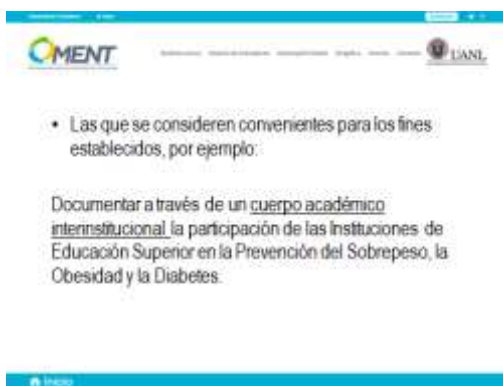 OMENT
UANL
• Las que se consideren convenientes para los fines
establecidos, por ejemplo:
Documentar a través de un cuerpo académico
interinstitucional la participación de las Instituciones de
Educación Superior en la Prevención del Sobrepeso, la
Obesidad y la Diabetes.
Inicio